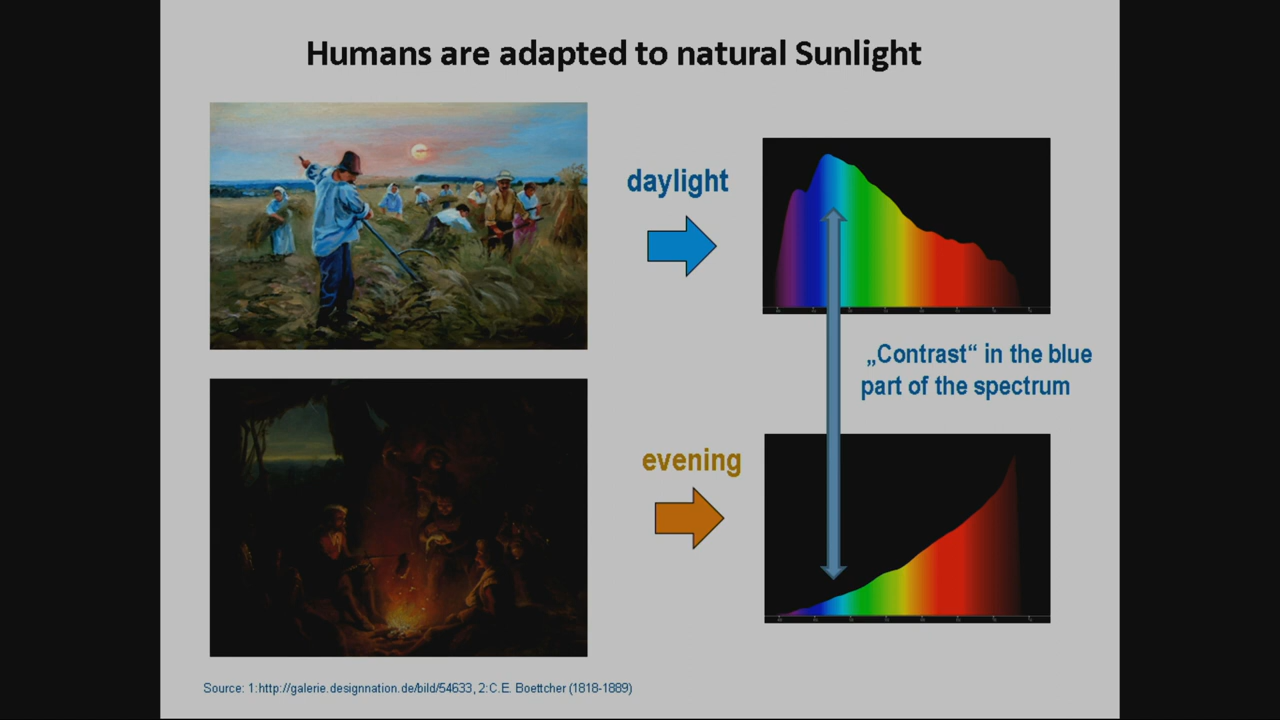 Humans are adapted to natural Sunlight
daylight
„Contrast“ in the blue
part of the spectrum
evening
Source: 1:http://galerie.designnation.de/bild/54633, 2:C.E. Boettcher (1818-1889)